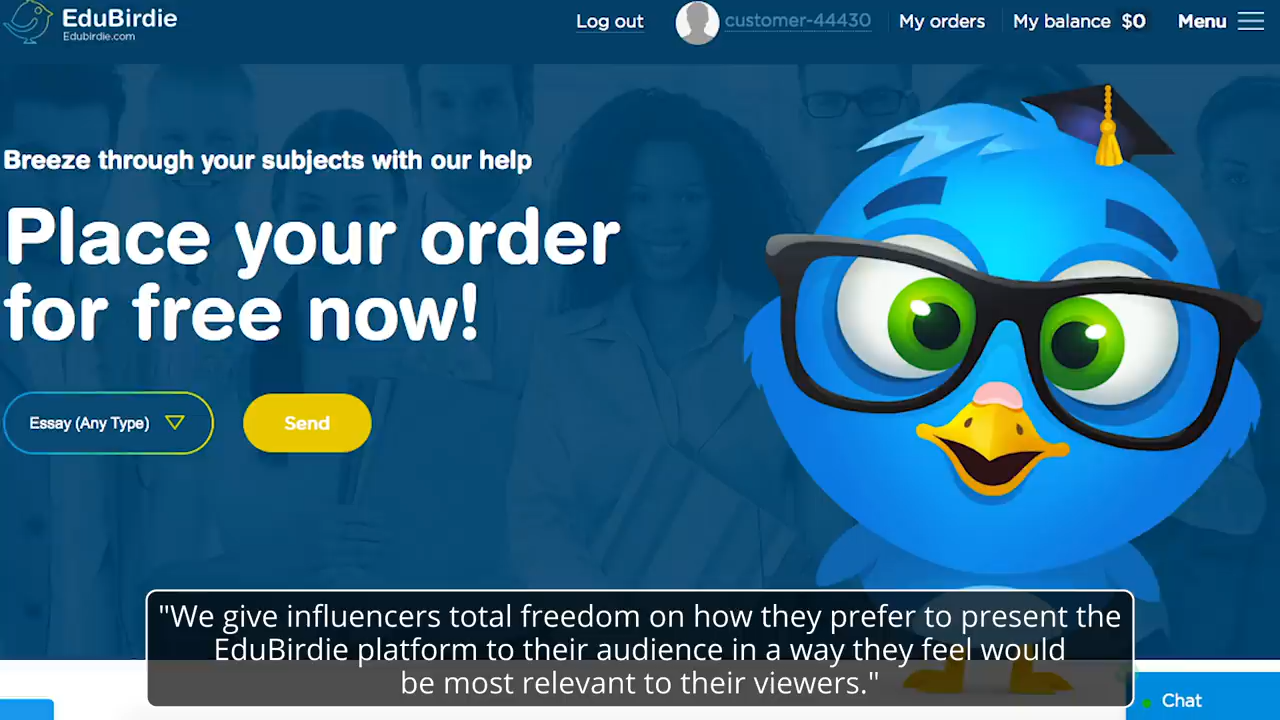 EduBirdie
Edubirdie.com
Log out
customer-44430
My orders
My balance $0
Menu
Breeze through your subjects with our help
Place your order
for free now!
Essay (Any Type)
Send
"We give influencers total freedom on how they prefer to present the
EduBirdie platform to their audience in a way they feel would
be most relevant to their viewers."
Chat